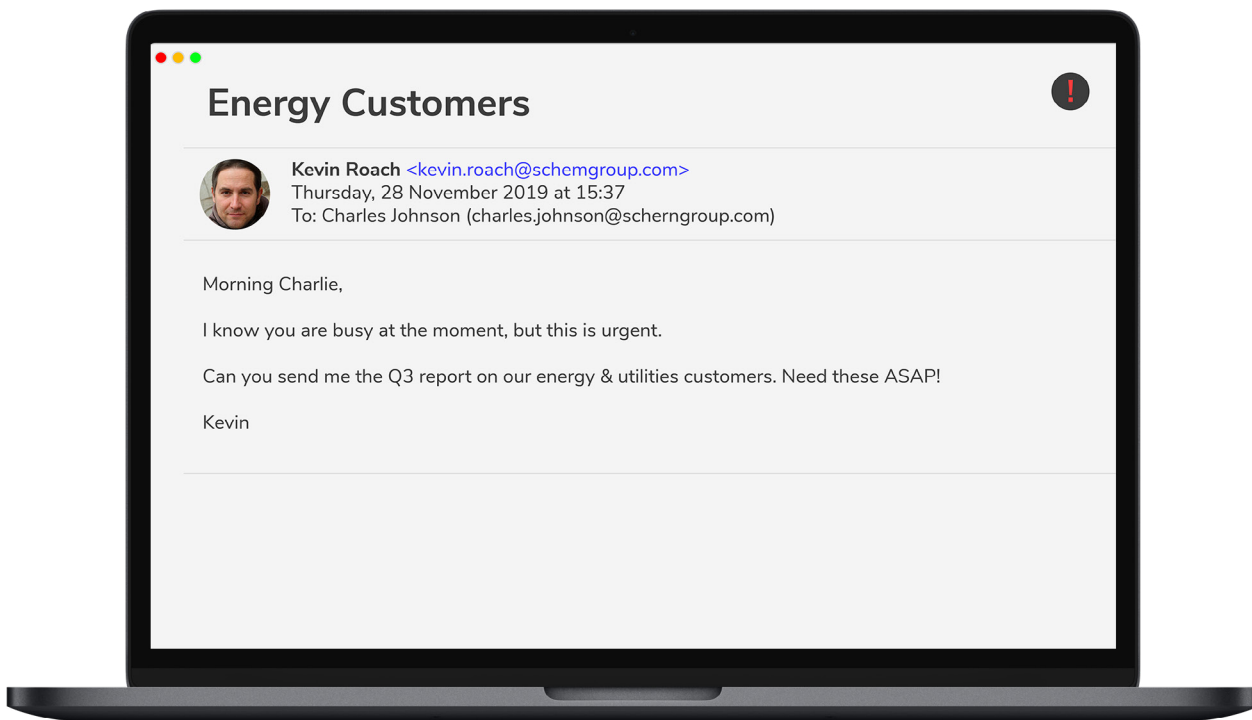 Energy Customers
!
Kevin Roach <kevin.roach@schemgroup.com>
Thursday, 28 November 2019 at 15:37
To: Charles Johnson (charles.johnson@scherngroup.com)
Morning Charlie,
I know you are busy at the moment, but this is urgent.
Can you send me the Q3 report on our energy & utilities customers. Need these ASAP!
Kevin